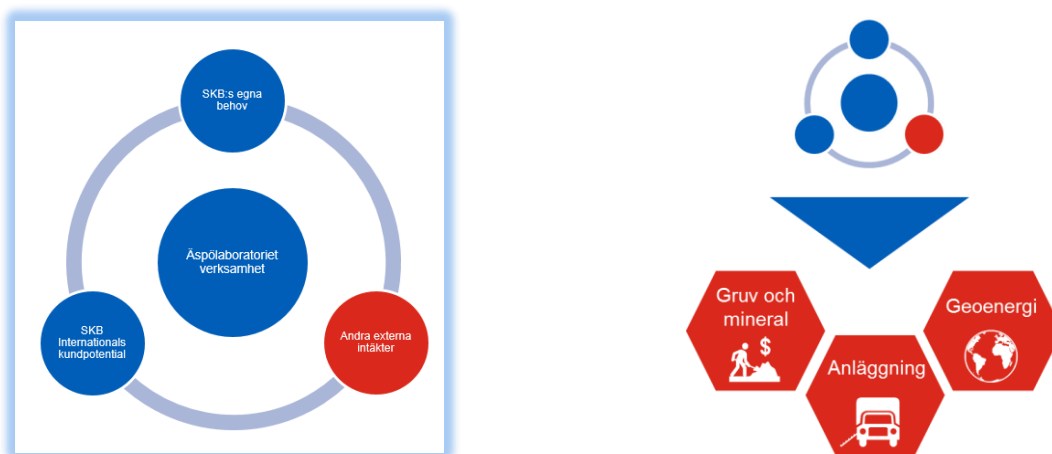 SKB:s egna
behov
Äspölaboratoriet
verksamhet
SKB
Internationals
kundpotential
Andra externa
intäkter
Gruv och
mineral
$
Anläggning
Geoenergi